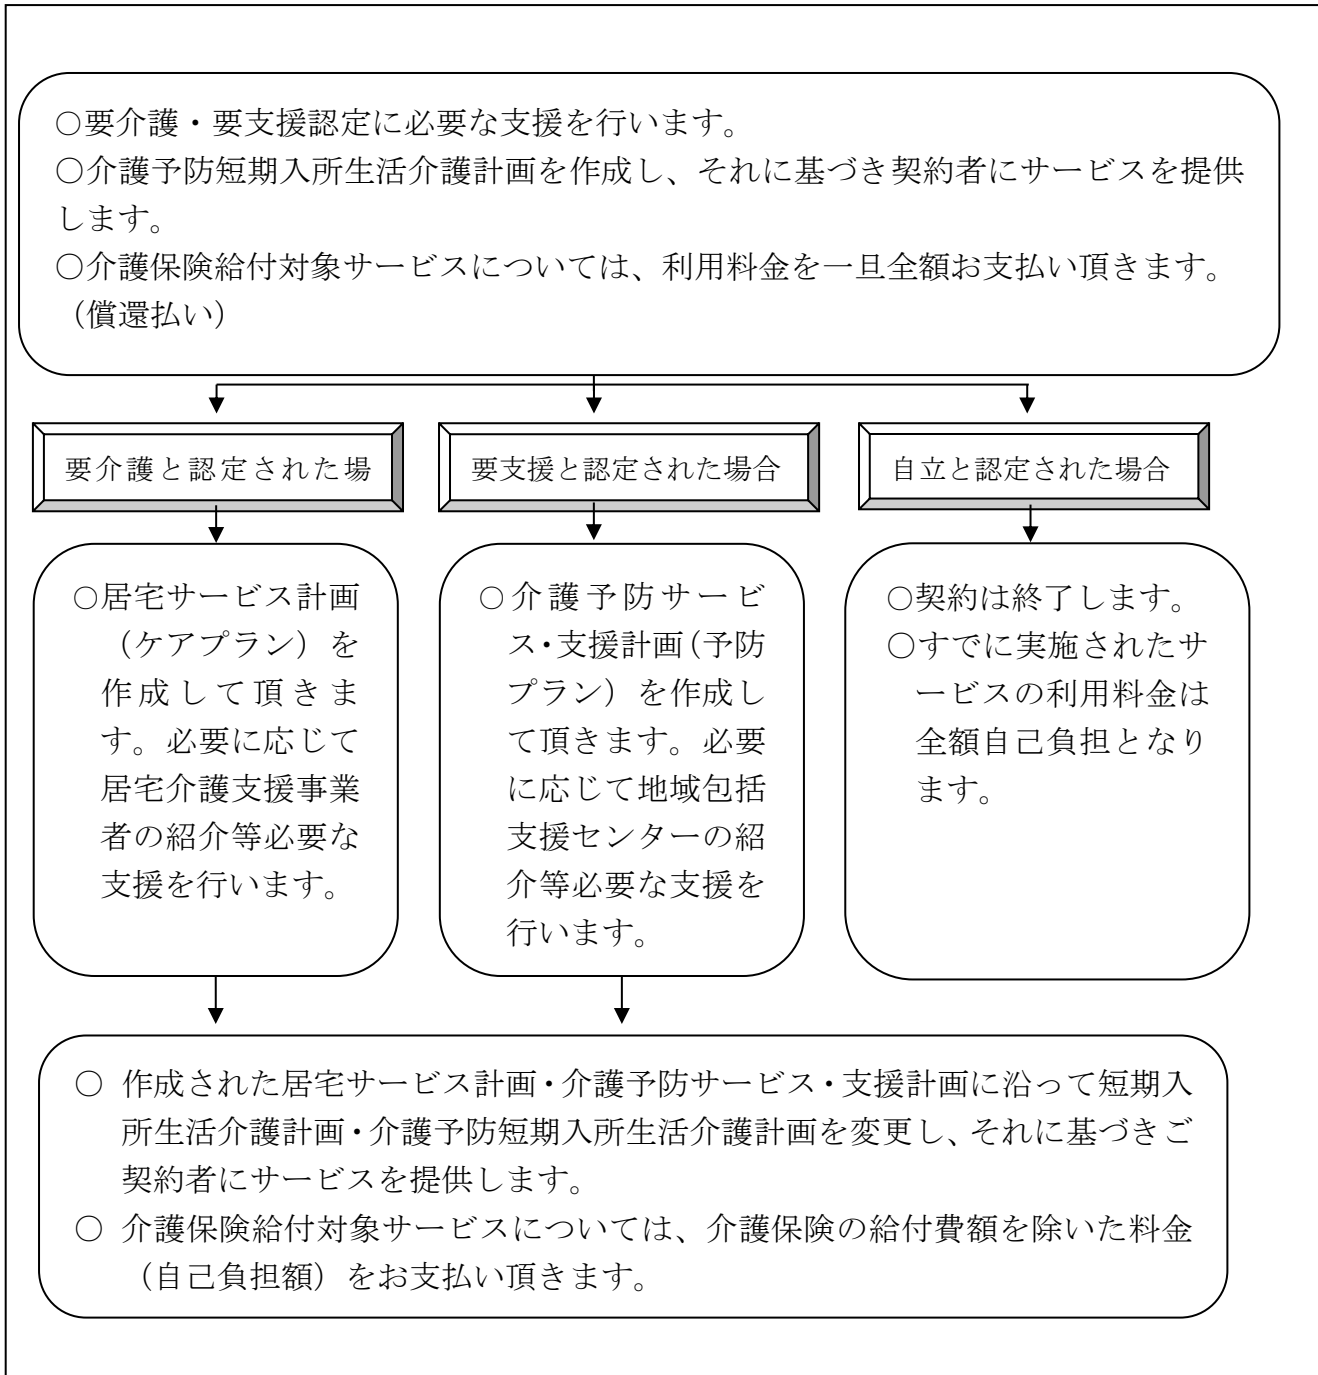 ○要介護・要支援認定に必要な支援を行います。
○介護予防短期入所生活介護計画を作成し、それに基づき契約者にサービスを提供
します。
○介護保険給付対象サービスについては、利用料金を一旦全額お支払い頂きます。
（償還払い）
要介護と認定された場
要支援と認定された場合
自立と認定された場合
○居宅サービス計画
（ケアプラン）を
作成して頂きま
す。必要に応じて
居宅介護支援事業
者の紹介等必要な
支援を行います。
○介護予防サービ
ス・支援計画（予防
プラン）を作成し
て頂きます。必要
に応じて地域包括
支援センターの紹
介等必要な支援を
行います。
○契約は終了します。
○すでに実施されたサ
ービスの利用料金は
全額自己負担となり
ます。
○ 作成された居宅サービス計画・介護予防サービス・支援計画に沿って短期入
所生活介護計画・介護予防短期入所生活介護計画を変更し、それに基づきご
契約者にサービスを提供します。
○ 介護保険給付対象サービスについては、介護保険の給付費額を除いた料金
（自己負担額）をお支払い頂きます。